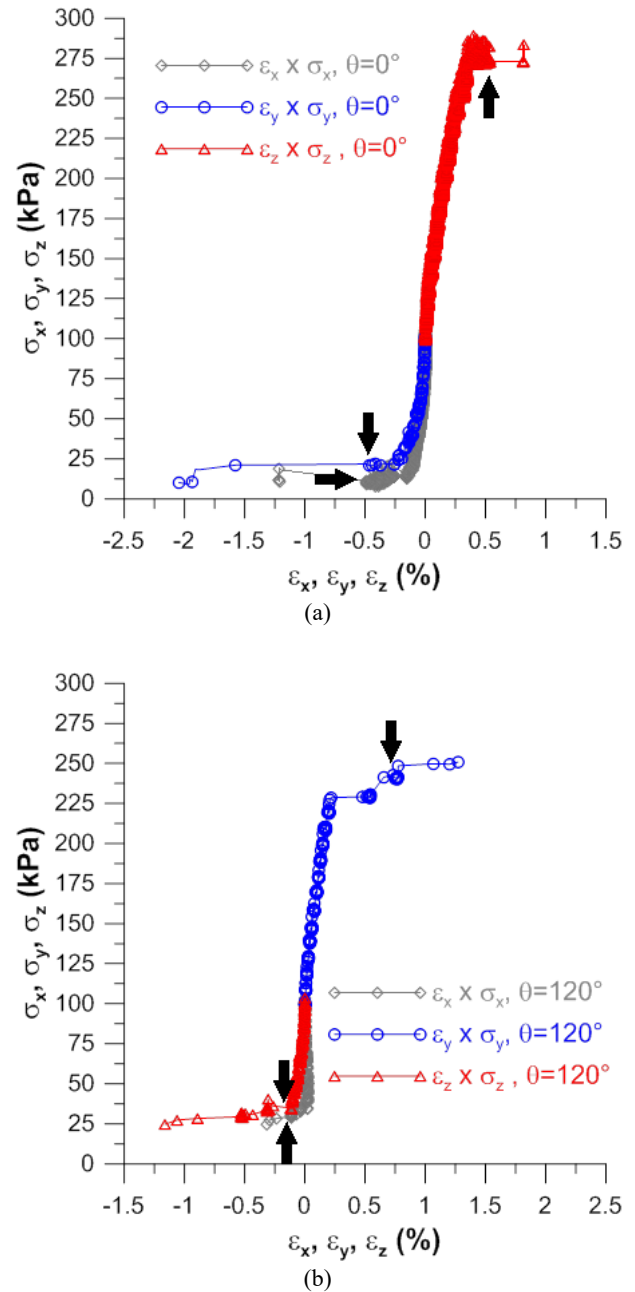 (a)
300
275
250
225
200
175
150
125
100
75
50
25
0
σx, σy, σz (kPa)
εx x σx, θ=0°
εy x σy, θ=0°
εz x σz , θ=0°
-2.5 -2 -1.5 -1 -0.5 0 0.5 1 1.5
εx, εy, εz (%)
(a)
300
275
250
225
200
175
150
125
100
75
50
25
0
σx, σy, σz (kPa)
εx x σx, θ=120°
εy x σy, θ=120°
εz x σz , θ=120°
-1.5 -1 -0.5 0 0.5 1 1.5 2 2.5
εx, εy, εz (%)
(b)